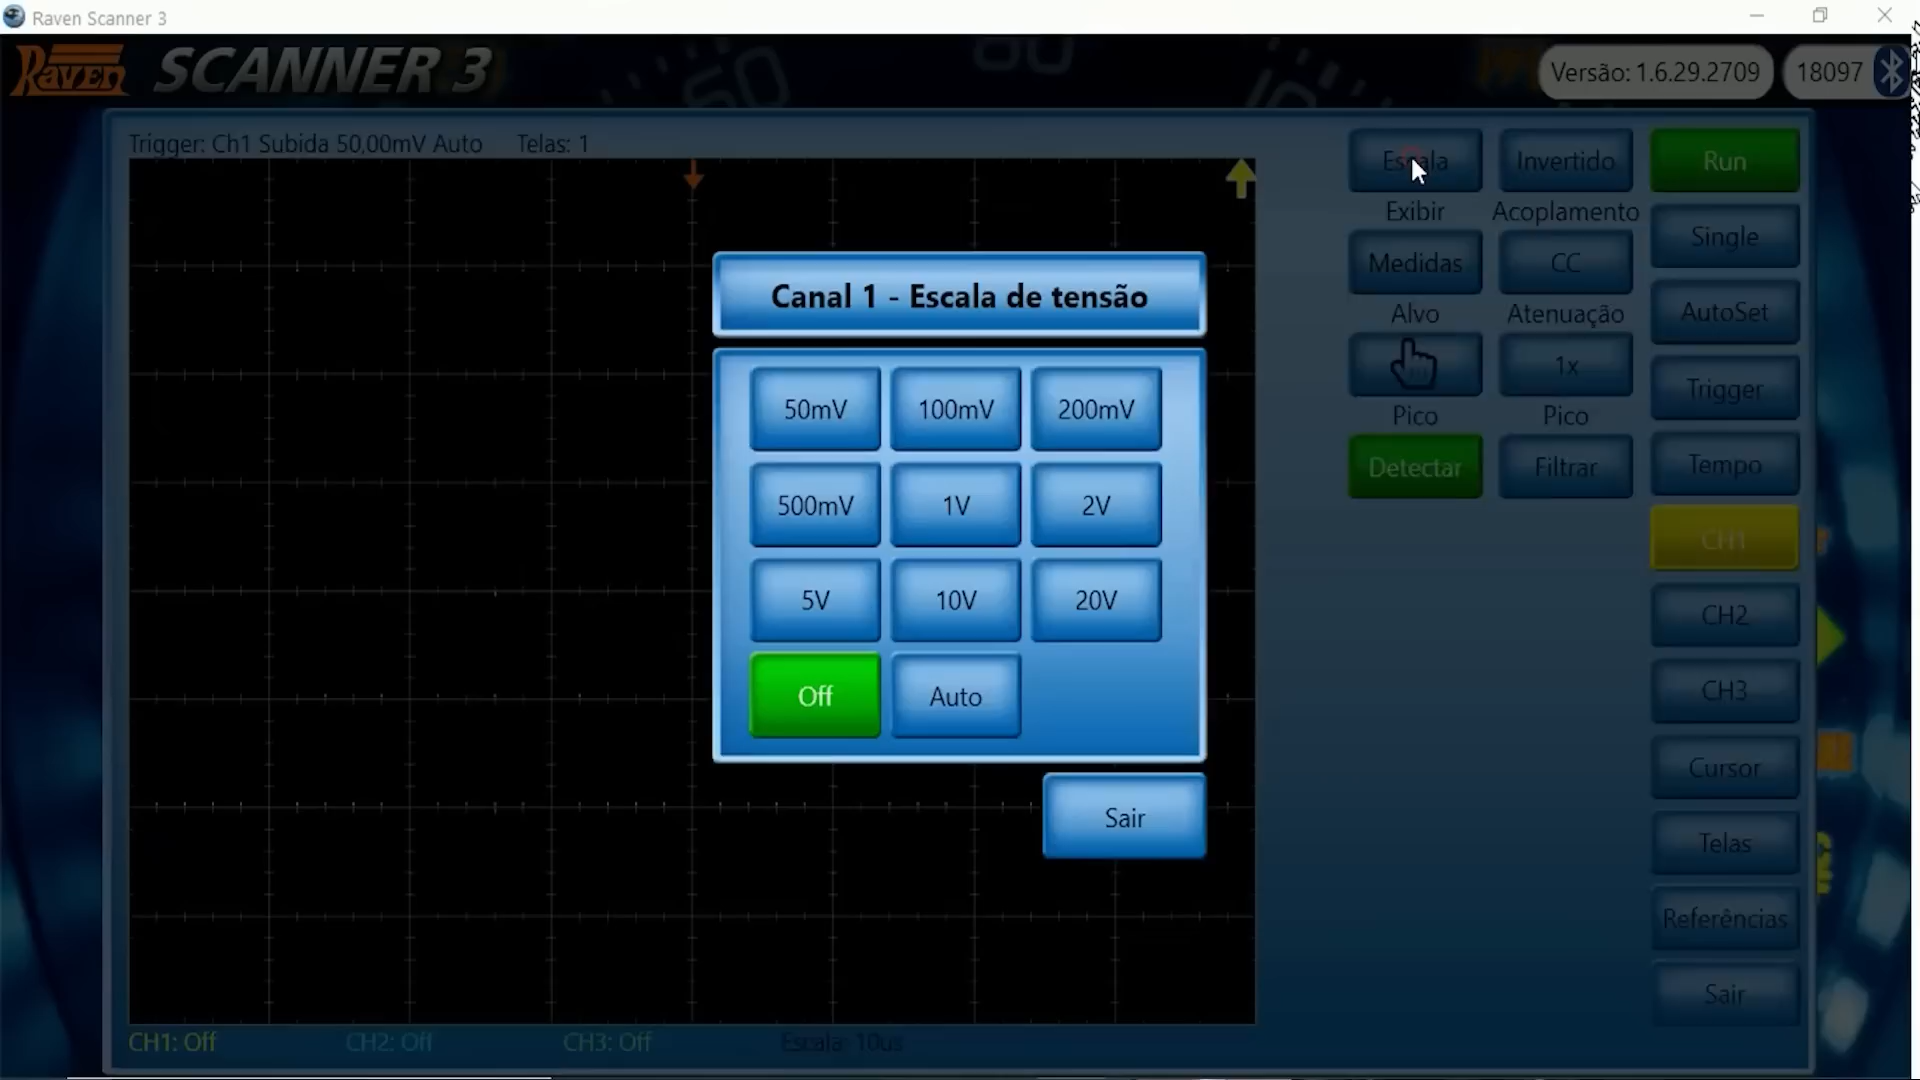 Raven Scanner 3
Raven SCANNER 3
Versão: 1.6.29.2709
18097
Trigger: Ch1 Subida 50,00mV Auto Telas: 1
Escala Invertido Run
Exibir Acoplamento
Medidas CC Single
Alvo Atenuação AutoSet
1x Trigger
Pico Pico
Detectar Filtrar Tempo
CH1
CH2
CH3
Cursor
Telas
Referências
Sair
Canal 1 - Escala de tensão
50mV 100mV 200mV
500mV 1V 2V
5V 10V 20V
Off Auto
Sair
CH1: Off CH2: Off CH3: Off Escala: 10us